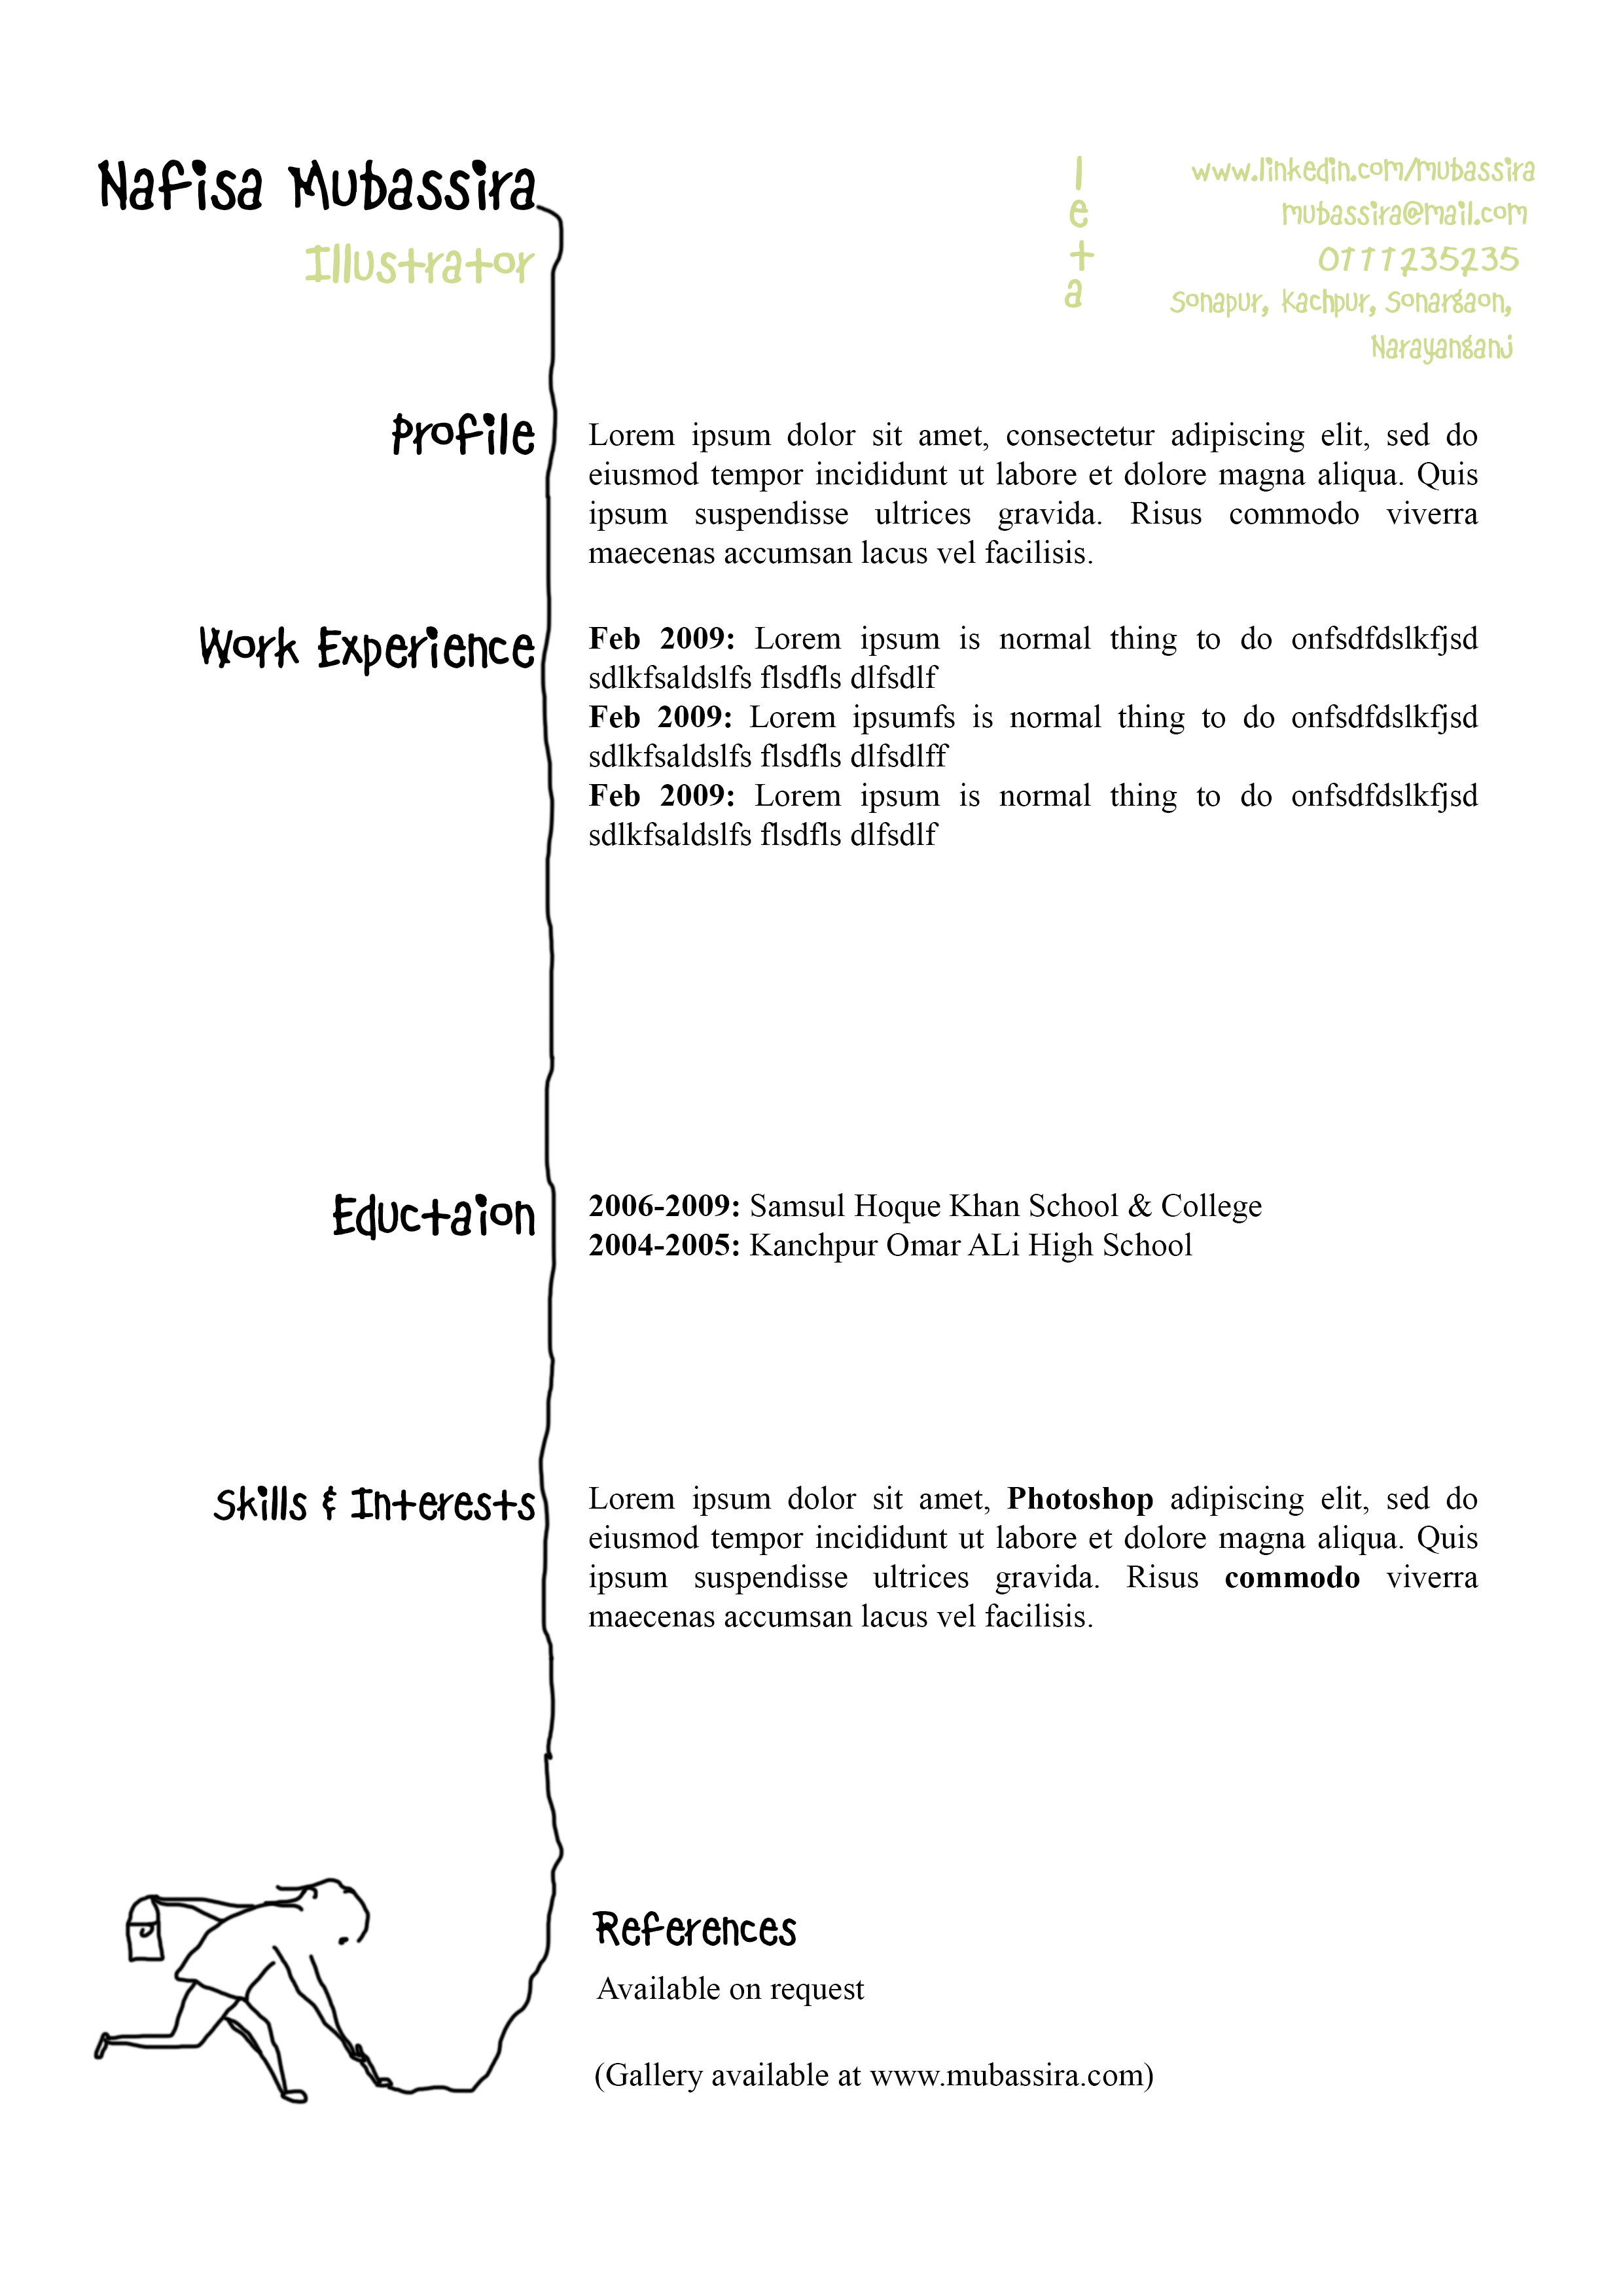 Nafisa Mubassira
Illustrator
l
e
t
a
www.linkedin.com/mubassira
mubassira@mail.com
01111235235
Sonapur, Kachpur, Sonargaon,
Narayanganj
Profile
Lorem ipsum dolor sit amet, consectetur adipiscing elit, sed do
eiusmod tempor incididunt ut labore et dolore magna aliqua. Quis
ipsum suspendisse ultrices gravida. Risus commodo viverra
maecenas accumsan lacus vel facilisis.
Work Experience
Feb 2009: Lorem ipsum is normal thing to do onfsdfdslkfjsd
sdlkfsaldslfs flsdfls dlfsdlf
Feb 2009: Lorem ipsumfs is normal thing to do onfsdfdslkfjsd
sdlkfsaldslfs flsdfls dlfsdlff
Feb 2009: Lorem ipsum is normal thing to do onfsdfdslkfjsd
sdlkfsaldslfs flsdfls dlfsdlf
Eductaion
2006-2009: Samsul Hoque Khan School & College
2004-2005: Kanchpur Omar ALi High School
Skills & Interests
Lorem ipsum dolor sit amet, Photoshop adipiscing elit, sed do
eiusmod tempor incididunt ut labore et dolore magna aliqua. Quis
ipsum suspendisse ultrices gravida. Risus commodo viverra
maecenas accumsan lacus vel facilisis.
References
Available on request
(Gallery available at www.mubassira.com)